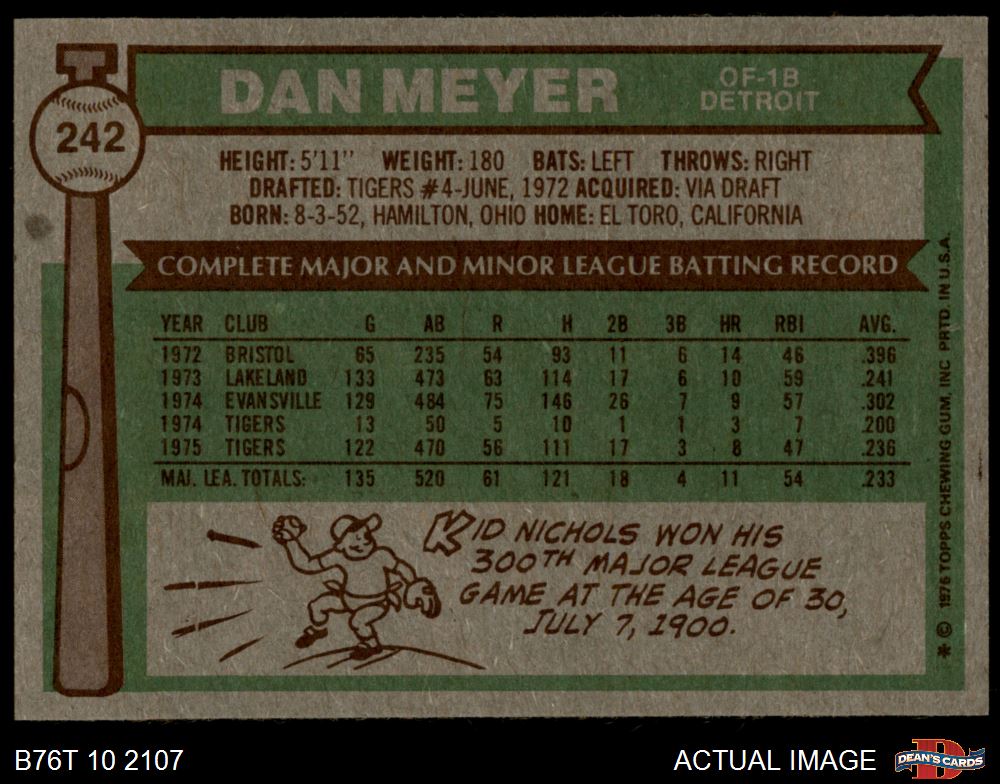 DAN MEYER
OF-1B
DETROIT
242
HEIGHT: 5'11" WEIGHT: 180 BATS: LEFT THROWS: RIGHT
DRAFTED: TIGERS #4-JUNE, 1972 ACQUIRED: VIA DRAFT
BORN: 8-3-52, HAMILTON, OHIO HOME: EL TORO, CALIFORNIA
COMPLETE MAJOR AND MINOR LEAGUE BATTING RECORD
YEAR CLUB G AB R H 2B 3B HR RBI AVG.
1972 BRISTOL 65 235 54 93 11 6 14 46 .396
1973 LAKELAND 133 473 63 114 17 6 10 59 .241
1974 EVANSVILLE 129 484 75 146 26 7 9 57 .302
1974 TIGERS 13 50 5 10 1 1 3 7 .200
1975 TIGERS 122 470 56 111 17 3 8 47 .236
MAJ. LEA. TOTALS: 135 520 61 121 18 4 11 54 .233
KID NICHOLS WON HIS
300TH MAJOR LEAGUE
GAME AT THE AGE OF 30,
JULY 7, 1900.
* © 1976 TOPPS CHEWING GUM, INC PRTD. IN U.S.A.
B76T 10 2107
ACTUAL IMAGE
D
DEAN'S CARDS